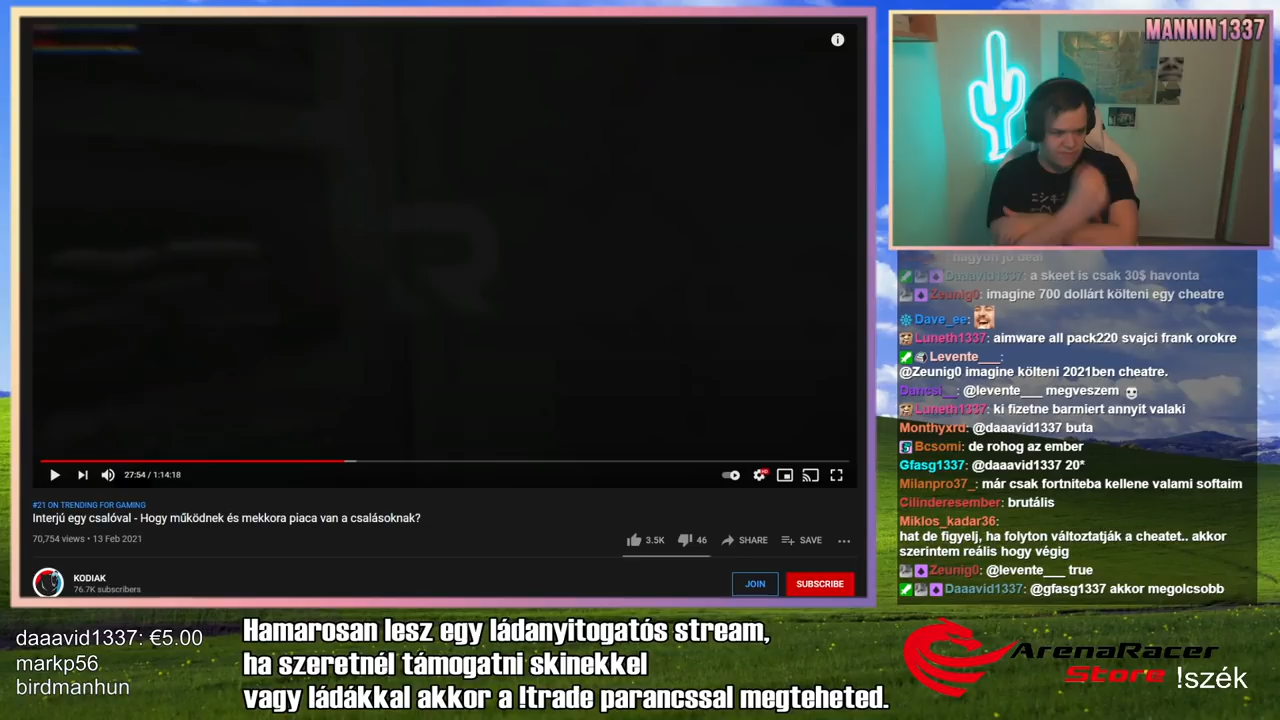 MANNIN1337
nagyon jó deal
Daaavid1337: a skeet is csak 30$ havonta
Zeunig0: imagine 700 dollárt költeni egy cheatre
Dave_ee:
Luneth1337: aimware all pack220 svajci frank orokre
Levente___:
@Zeunig0 imagine költeni 2021ben cheatre.
Dancsi__: @levente___ megveszem
Luneth1337: ki fizetne barmiert annyit valaki
Monthyxrd: @daaavid1337 buta
Bcsomi: de rohog az ember
Gfasg1337: @daaavid1337 20*
Milanpro37_: már csak fortniteba kellene valami softaim
Cilinderesember: brutális
Miklos_kadar36:
hat de figyelj, ha folyton változtatják a cheatet.. akkor
szerintem reális hogy végig
Zeunig0: @levente___ true
Daaavid1337: @gfasg1337 akkor megolcsobb
27:54 / 1:14:18
HD
#21 ON TRENDING FOR GAMING
Interjú egy csalóval - Hogy működnek és mekkora piaca van a csalásoknak?
70,754 views • 13 Feb 2021
3.5K 46 SHARE SAVE
KODIAK
76.7K subscribers
JOIN SUBSCRIBE
daaavid1337: €5.00
markp56
birdmanhun
Hamarosan lesz egy ládanyitogatós stream,
ha szeretnél támogatni skinekkel
vagy ládákkal akkor a !trade parancssal megteheted.
ArenaRacer
Store !szék